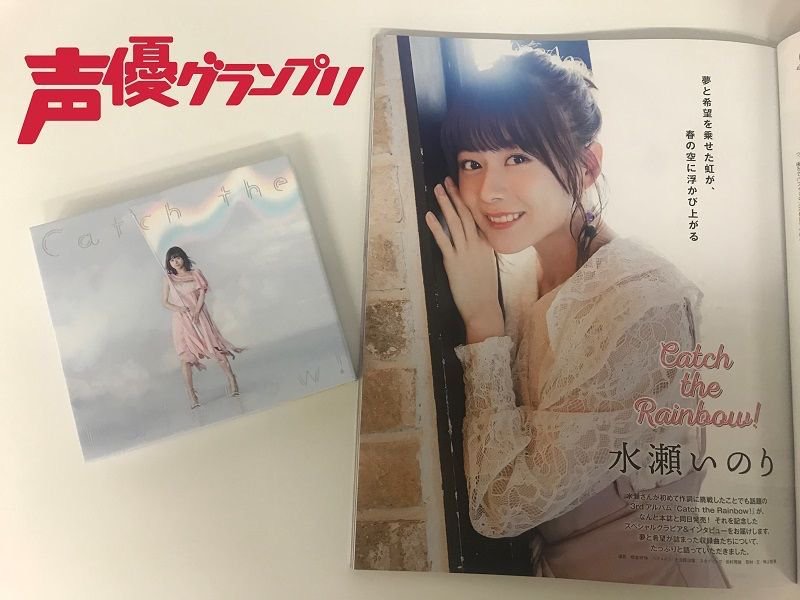 声優グランプリ
Catch the
w!
夢と希望を乗せた虹が、
春の空に浮かび上がる
Catch
the
Rainbow!
水瀬いのり
水瀬さんが初めて作詞に挑戦したことでも話題の
3rdアルバム『Catch the Rainbow!』が、
なんと本誌と同日発売！ それを記念した
スペシャルグラビア&インタビューをお届けします。
夢と希望が詰まった収録曲たちについて、
たっぷりと語っていただきました。